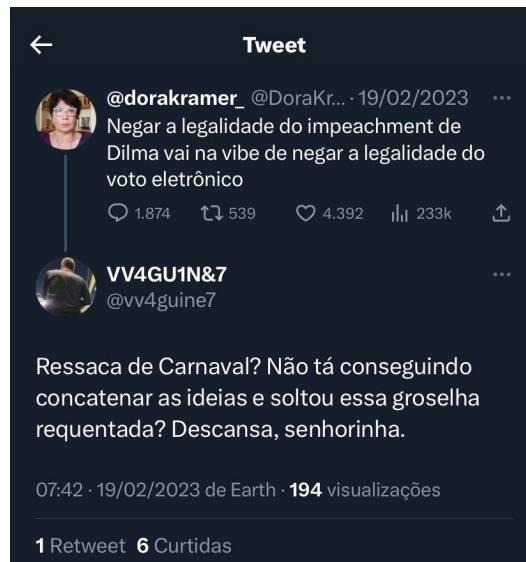 Tweet
@dorakramer_ @DoraKr... · 19/02/2023
Negar a legalidade do impeachment de
Dilma vai na vibe de negar a legalidade do
voto eletrônico
1.874 539 4.392 233k
VV4GU1N&7
@vv4guine7
Ressaca de Carnaval? Não tá conseguindo
concatenar as ideias e soltou essa groselha
requentada? Descansa, senhorinha.
07:42 · 19/02/2023 de Earth · 194 visualizações
1 Retweet 6 Curtidas